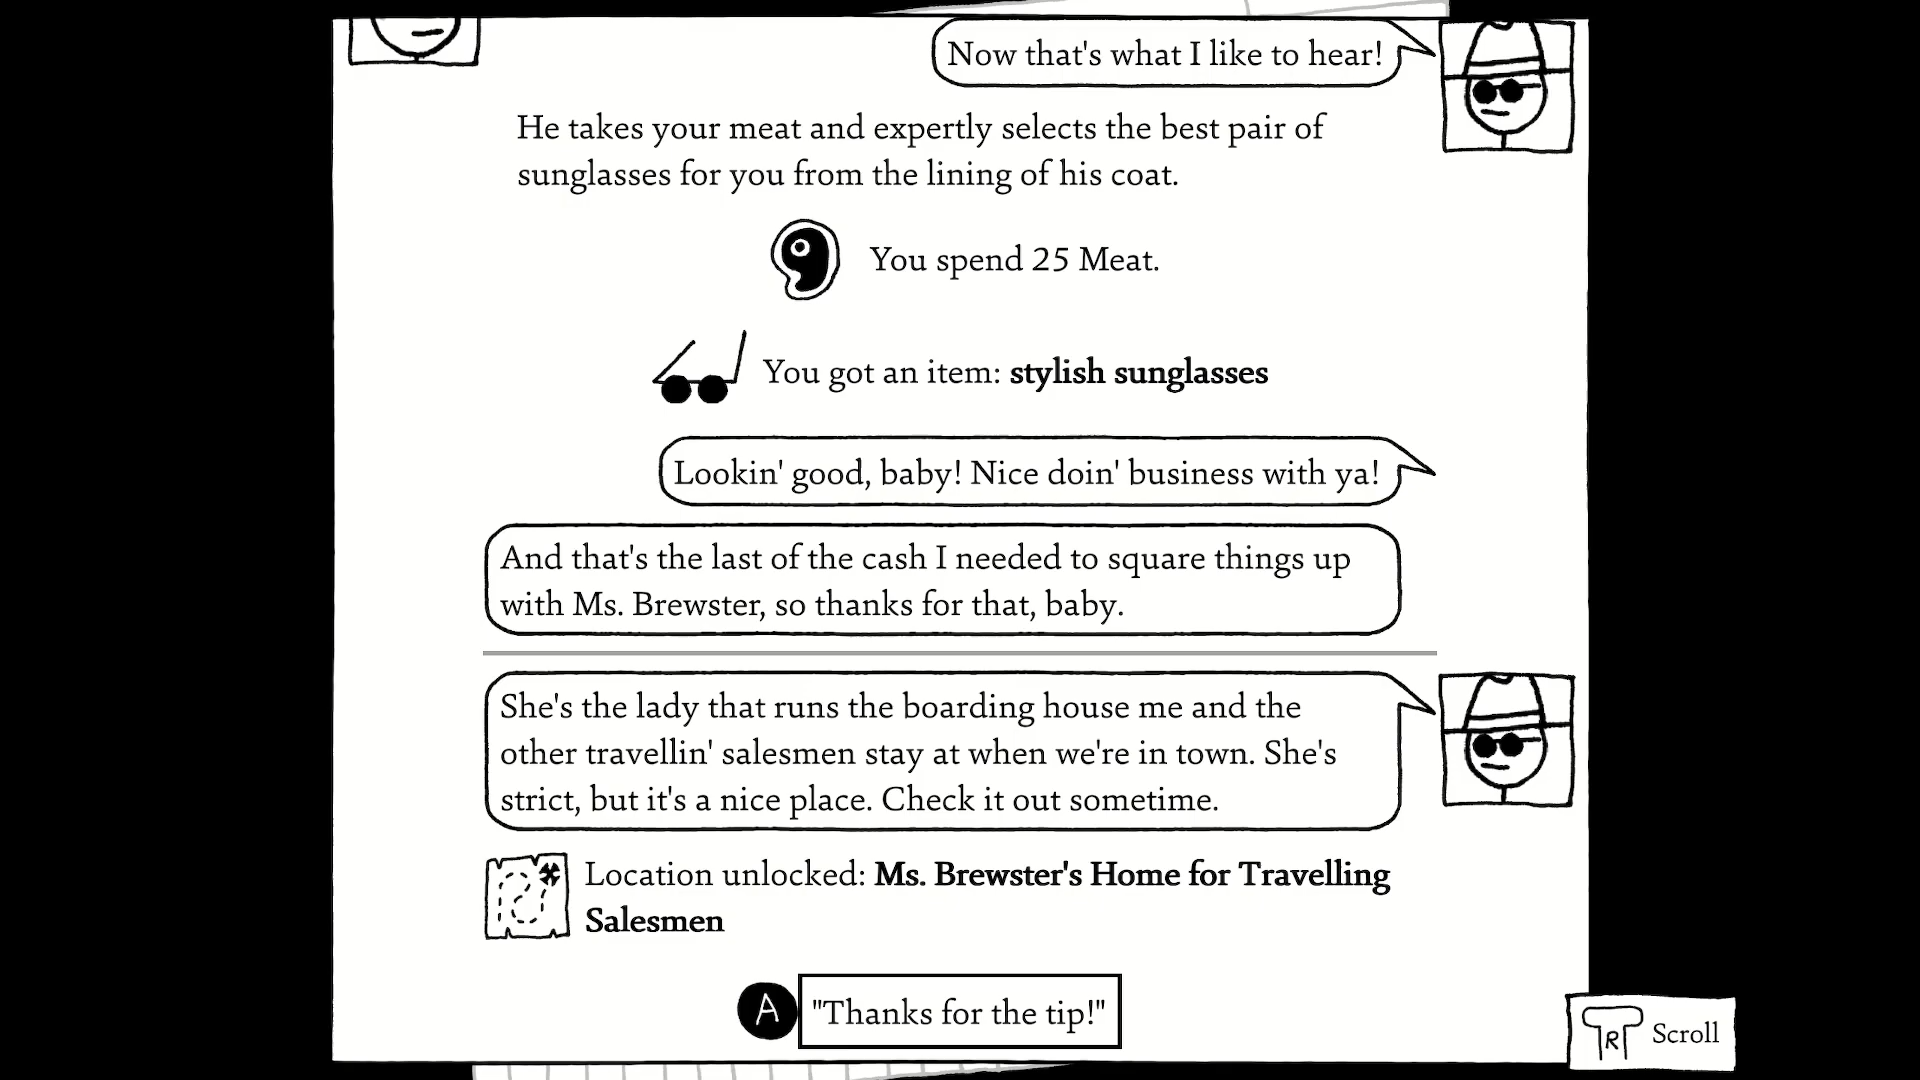 Now that's what I like to hear!
He takes your meat and expertly selects the best pair of
sunglasses for you from the lining of his coat.
You spend 25 Meat.
You got an item: stylish sunglasses
Lookin' good, baby! Nice doin' business with ya!
And that's the last of the cash I needed to square things up
with Ms. Brewster, so thanks for that, baby.
She's the lady that runs the boarding house me and the
other travellin' salesmen stay at when we're in town. She's
strict, but it's a nice place. Check it out sometime.
Location unlocked: Ms. Brewster's Home for Travelling
Salesmen
A "Thanks for the tip!"
R Scroll